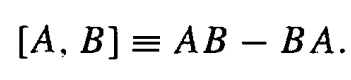 [A, B] ≡ AB − BA.